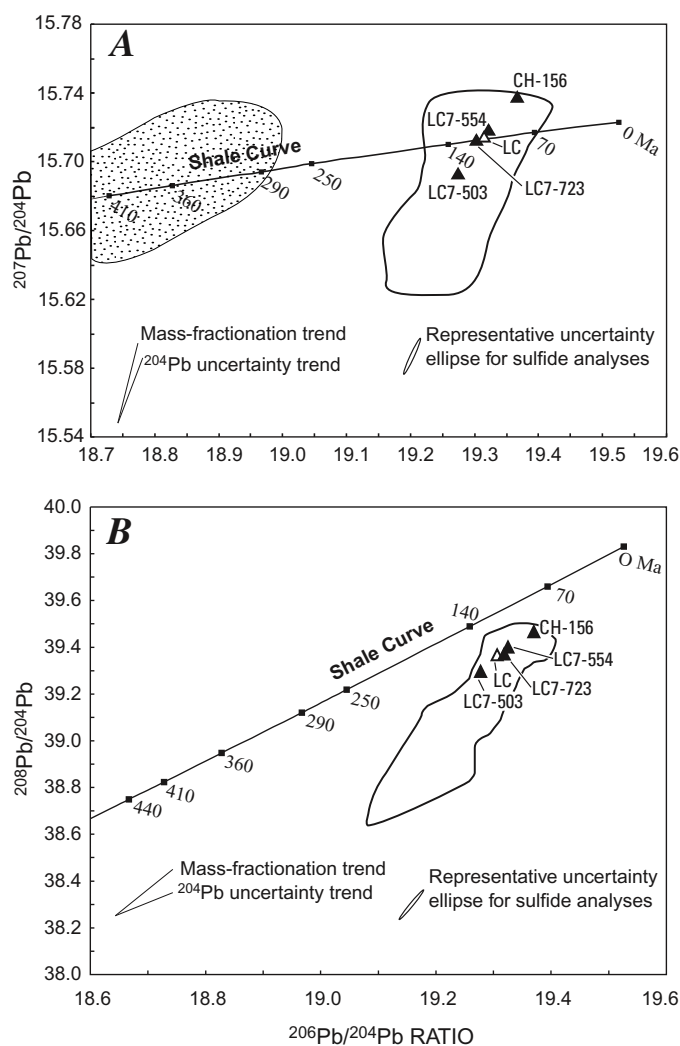 A
15.78
15.74
15.70
15.66
15.62
15.58
15.54
²⁰⁷Pb/²⁰⁴Pb
CH-156
LC7-554
LC
70
0 Ma
Shale Curve
140
250
290
360
410
LC7-503
LC7-723
Mass-fractionation trend
²⁰⁴Pb uncertainty trend
Representative uncertainty
ellipse for sulfide analyses
18.7 18.8 18.9 19.0 19.1 19.2 19.3 19.4 19.5 19.6
B
40.0
39.8
39.6
39.4
39.2
39.0
38.8
38.6
38.4
38.2
38.0
²⁰⁸Pb/²⁰⁴Pb
O Ma
70
140
Shale Curve
CH-156
LC7-554
LC
LC7-723
LC7-503
250
290
360
410
440
Mass-fractionation trend
²⁰⁴Pb uncertainty trend
Representative uncertainty
ellipse for sulfide analyses
18.6 18.8 19.0 19.2 19.4 19.6
²⁰⁶Pb/²⁰⁴Pb RATIO